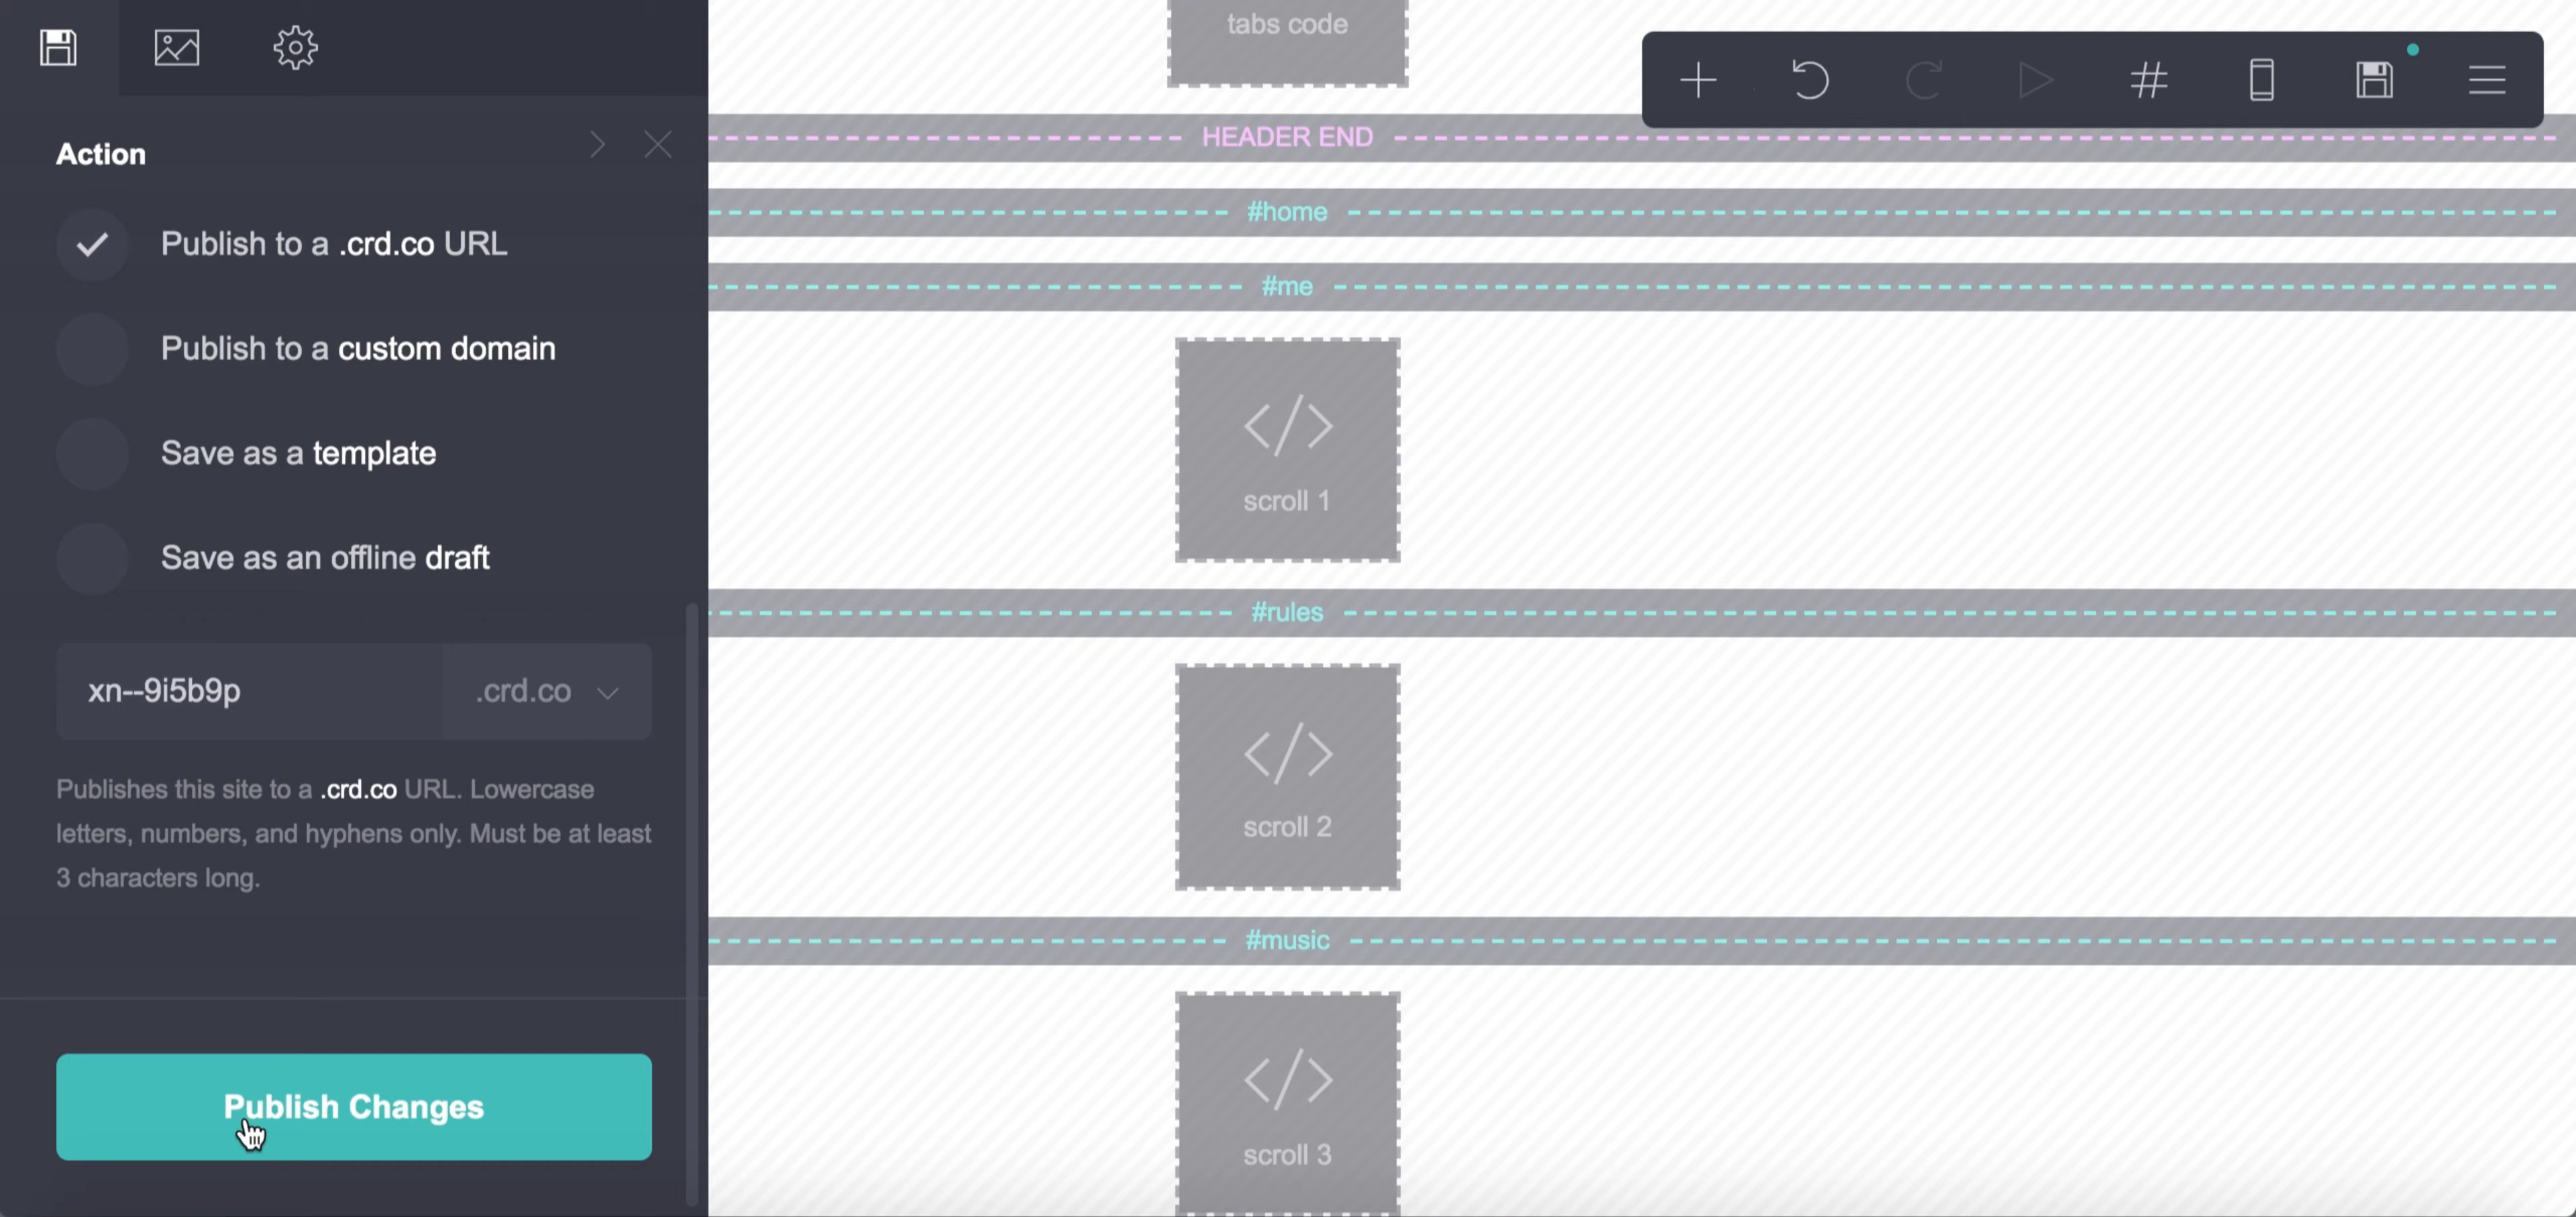 Action
Publish to a .crd.co URL
Publish to a custom domain
Save as a template
Save as an offline draft
xn--9i5b9p
.crd.co
Publishes this site to a .crd.co URL. Lowercase
letters, numbers, and hyphens only. Must be at least
3 characters long.
Publish Changes
tabs code
HEADER END
#home
#me
</>
scroll 1
#rules
</>
scroll 2
#music
</>
scroll 3